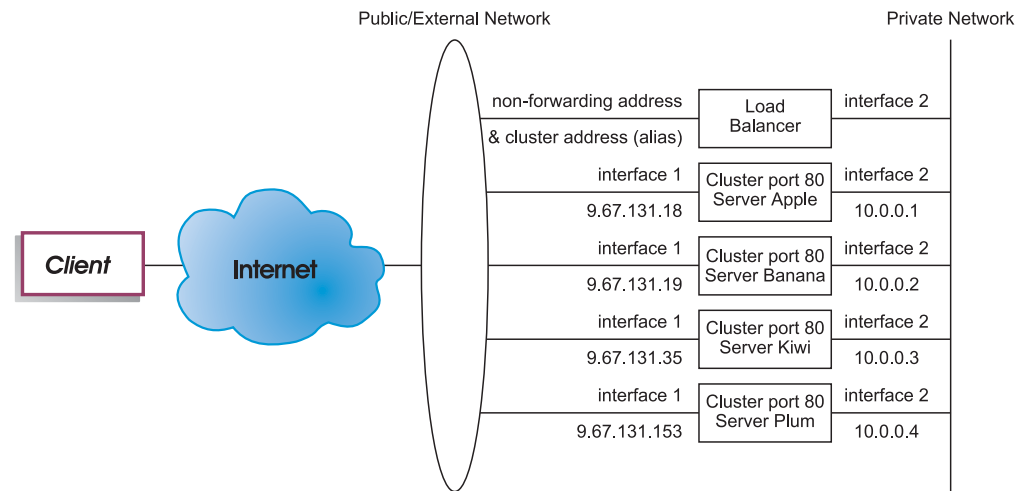 Public/External Network
Private Network
non-forwarding address
& cluster address (alias)
Load
Balancer
interface 2
interface 1
9.67.131.18
Cluster port 80
Server Apple
interface 2
10.0.0.1
Client
Internet
interface 1
9.67.131.19
Cluster port 80
Server Banana
interface 2
10.0.0.2
interface 1
9.67.131.35
Cluster port 80
Server Kiwi
interface 2
10.0.0.3
interface 1
9.67.131.153
Cluster port 80
Server Plum
interface 2
10.0.0.4